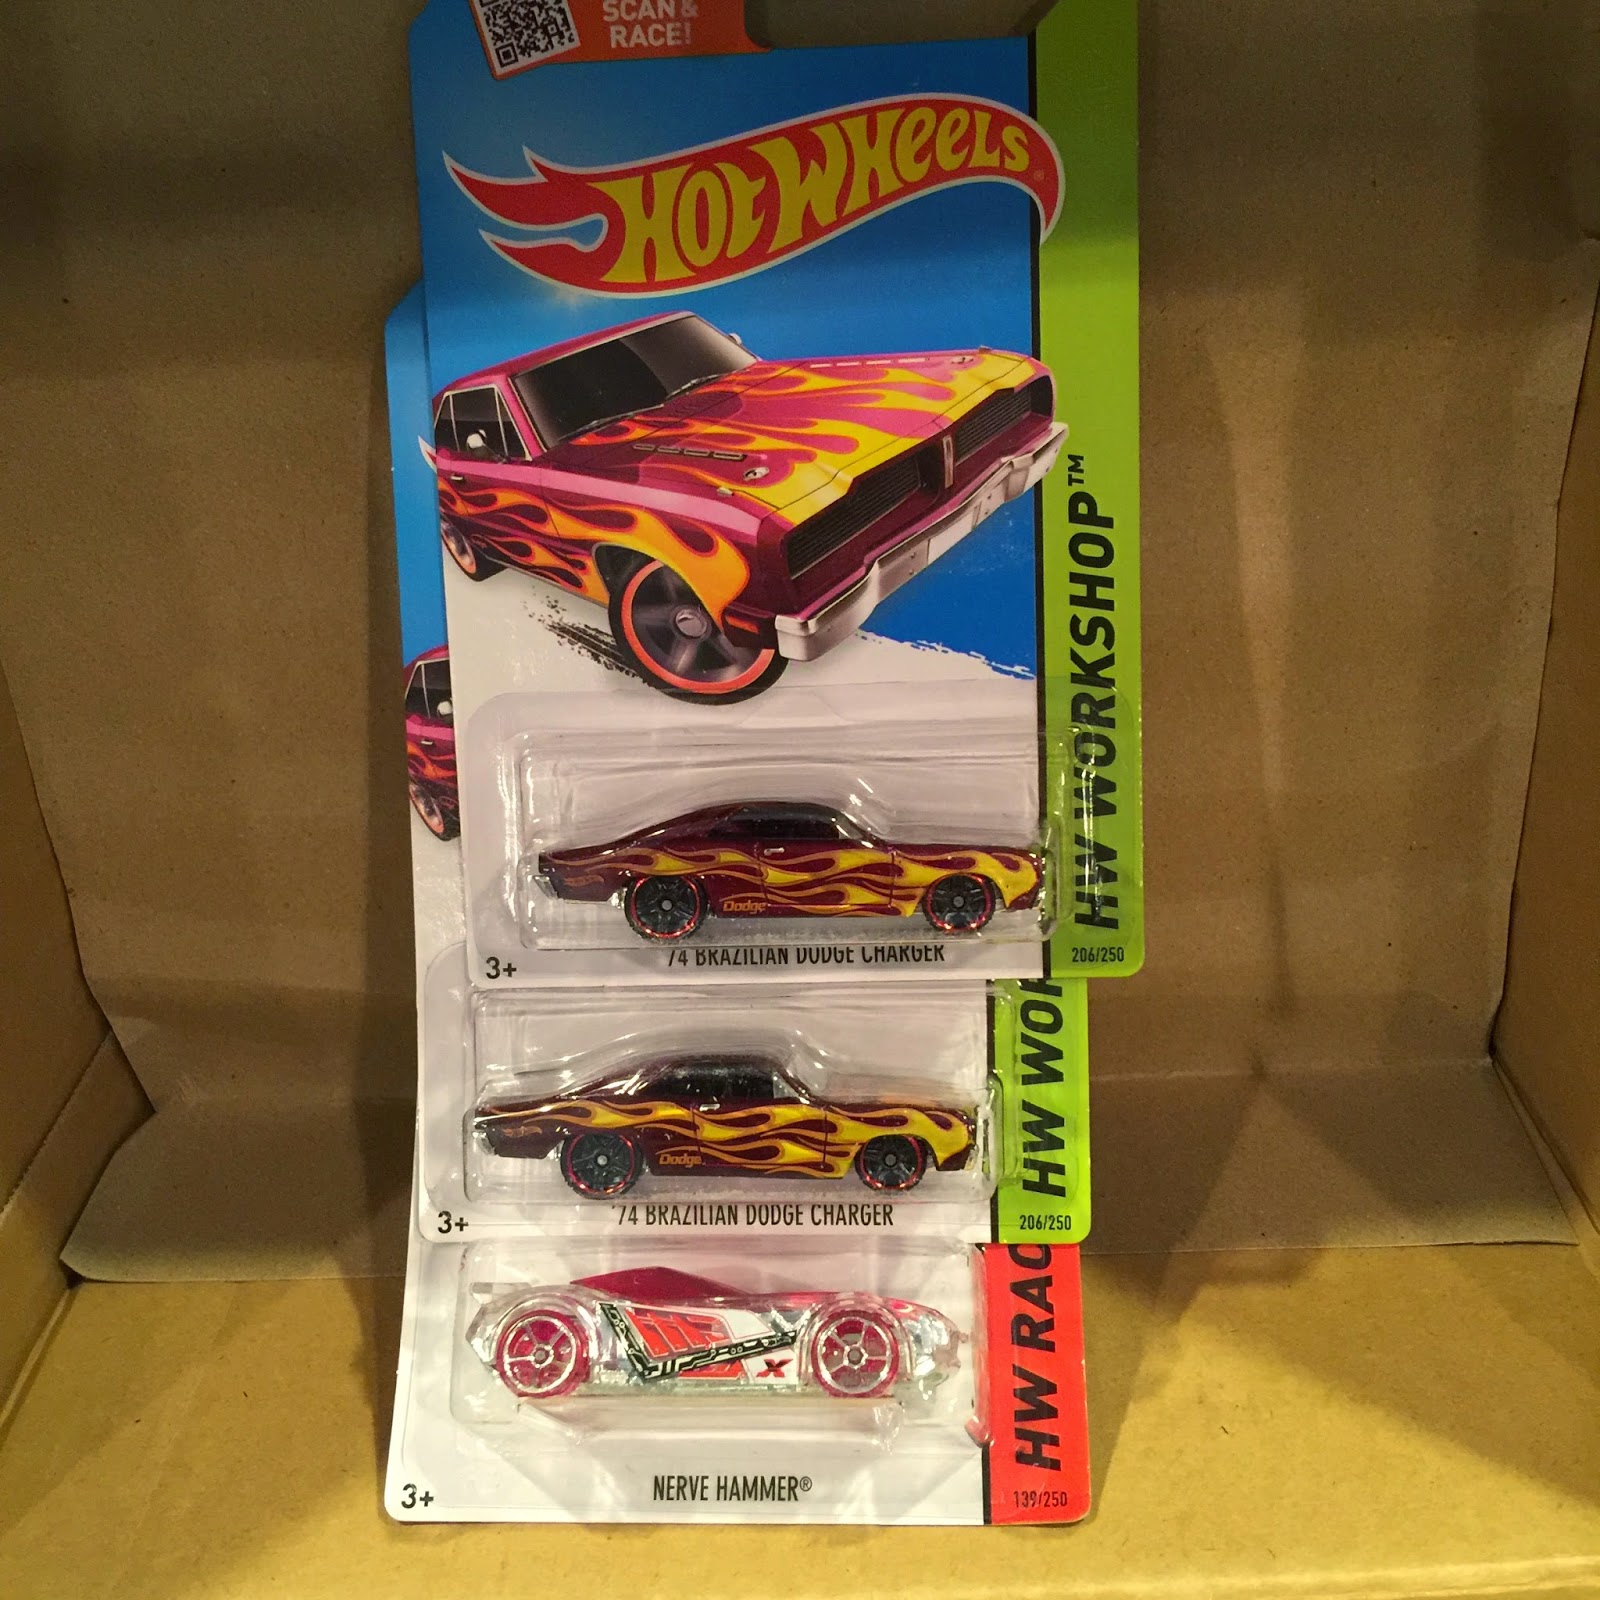 SCAN &
RACE!
HOT WHEELS®
HW WORKSHOP™
Dodge
3+
'74 BRAZILIAN DODGE CHARGER
206/250
HW WOR
Dodge
3+
'74 BRAZILIAN DODGE CHARGER
206/250
HW RAC
X
3+
NERVE HAMMER®
139/250